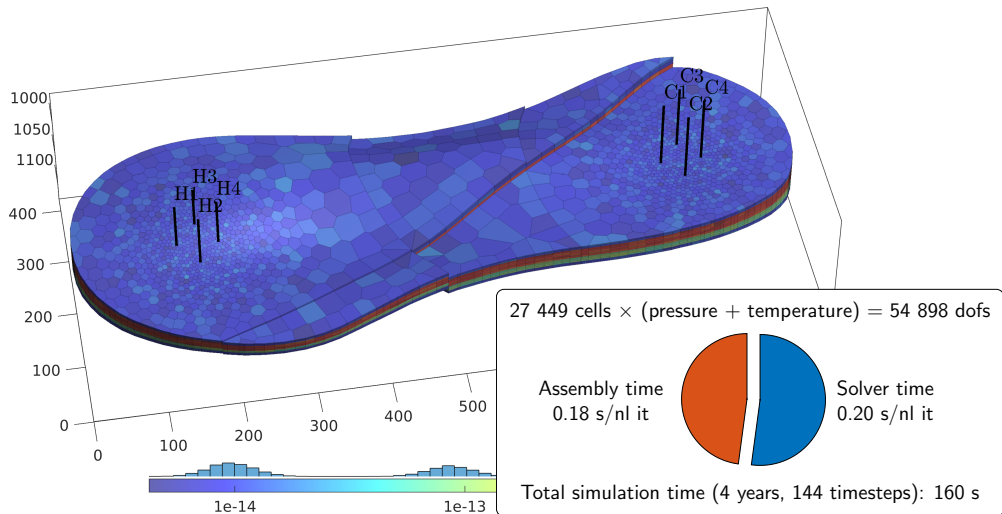 1000
1050
1100
400
300
200
100
0
0
100
200
300
400
500
H1
H3
H2
H4
C1
C3
C2
C4
1e-14
1e-13
27 449 cells × (pressure + temperature) = 54 898 dofs
Assembly time
0.18 s/nl it
Solver time
0.20 s/nl it
Total simulation time (4 years, 144 timesteps): 160 s